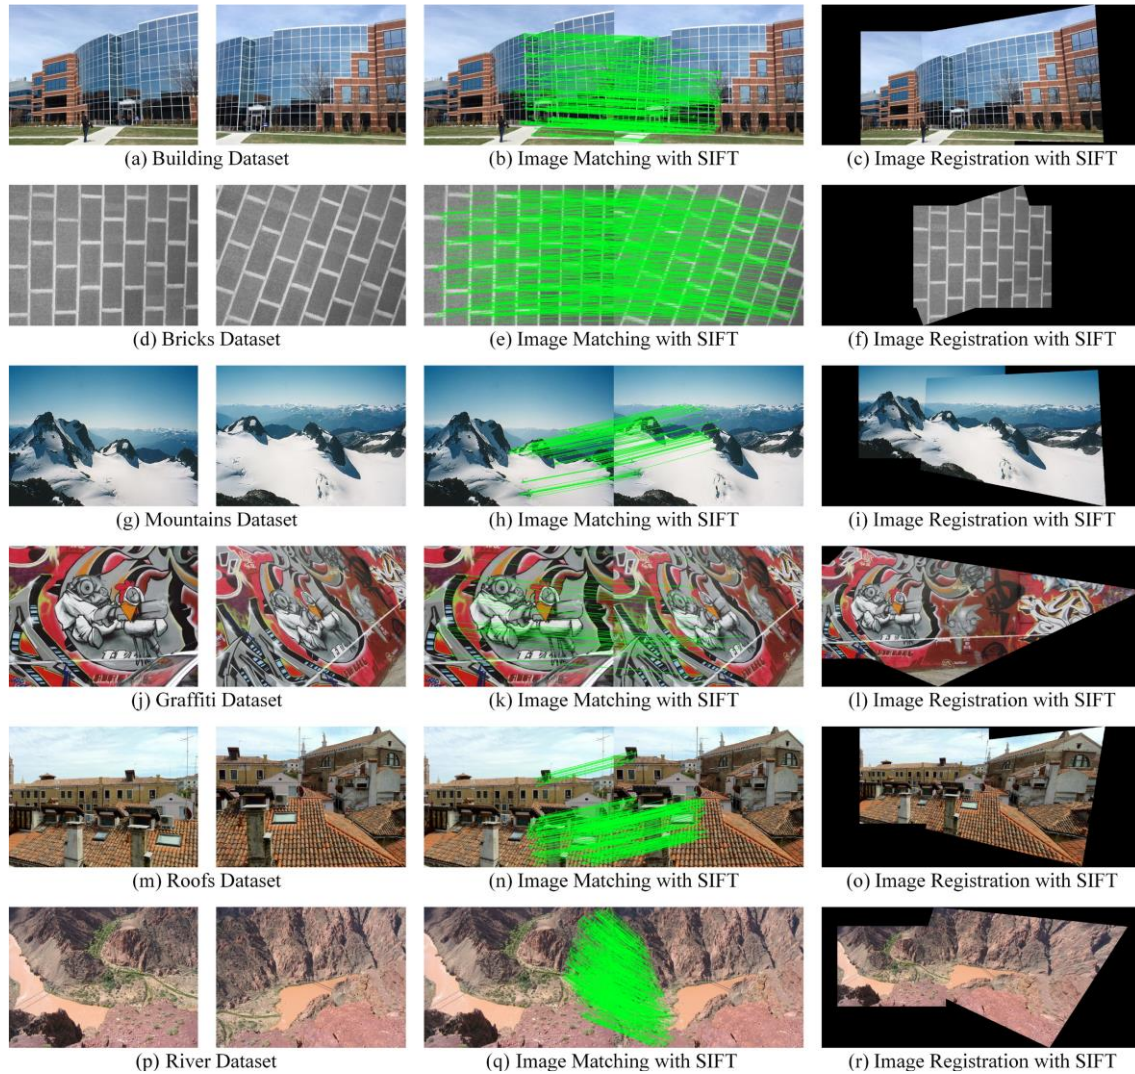 (a) Building Dataset
(b) Image Matching with SIFT
(c) Image Registration with SIFT
(d) Bricks Dataset
(e) Image Matching with SIFT
(f) Image Registration with SIFT
(g) Mountains Dataset
(h) Image Matching with SIFT
(i) Image Registration with SIFT
(j) Graffiti Dataset
(k) Image Matching with SIFT
(l) Image Registration with SIFT
(m) Roofs Dataset
(n) Image Matching with SIFT
(o) Image Registration with SIFT
(p) River Dataset
(q) Image Matching with SIFT
(r) Image Registration with SIFT